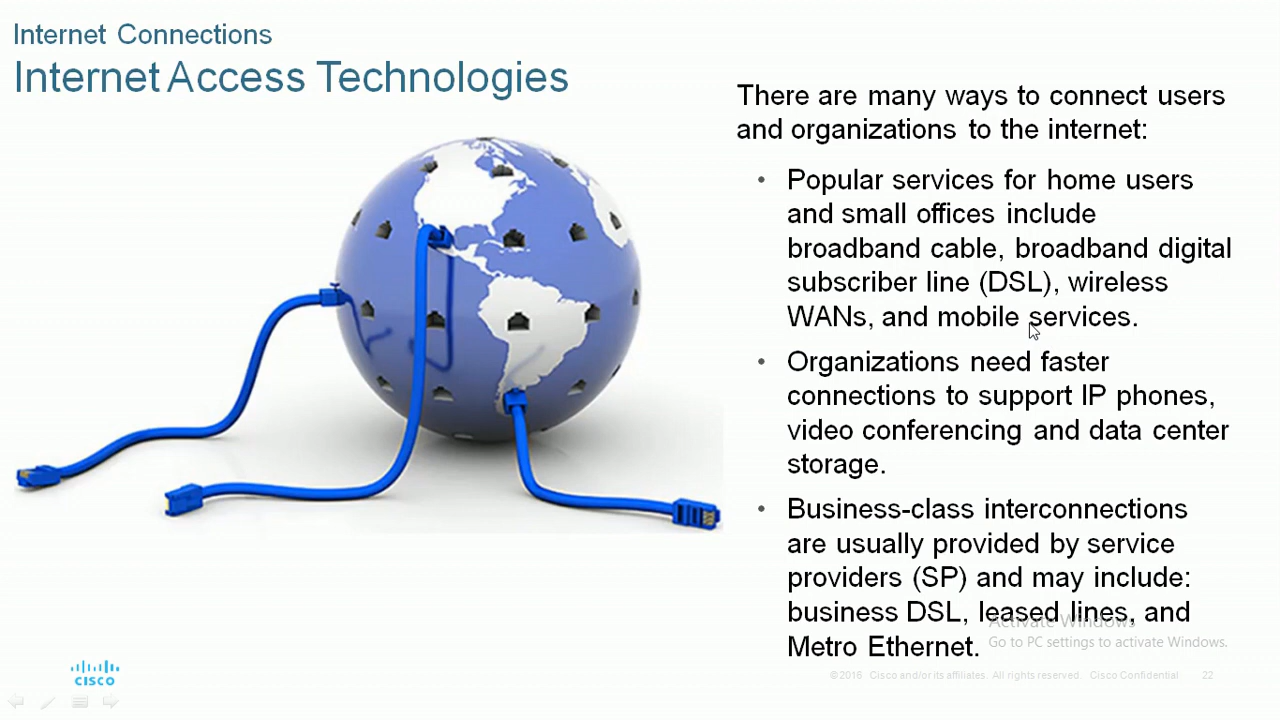 Internet Connections
Internet Access Technologies
There are many ways to connect users
and organizations to the internet:
• Popular services for home users
and small offices include
broadband cable, broadband digital
subscriber line (DSL), wireless
WANs, and mobile services.
• Organizations need faster
connections to support IP phones,
video conferencing and data center
storage.
• Business-class interconnections
are usually provided by service
providers (SP) and may include:
business DSL, leased lines, and
Metro Ethernet.
Activate Windows
Go to PC settings to activate Windows.
CISCO
© 2016 Cisco and/or its affiliates. All rights reserved. Cisco Confidential 22